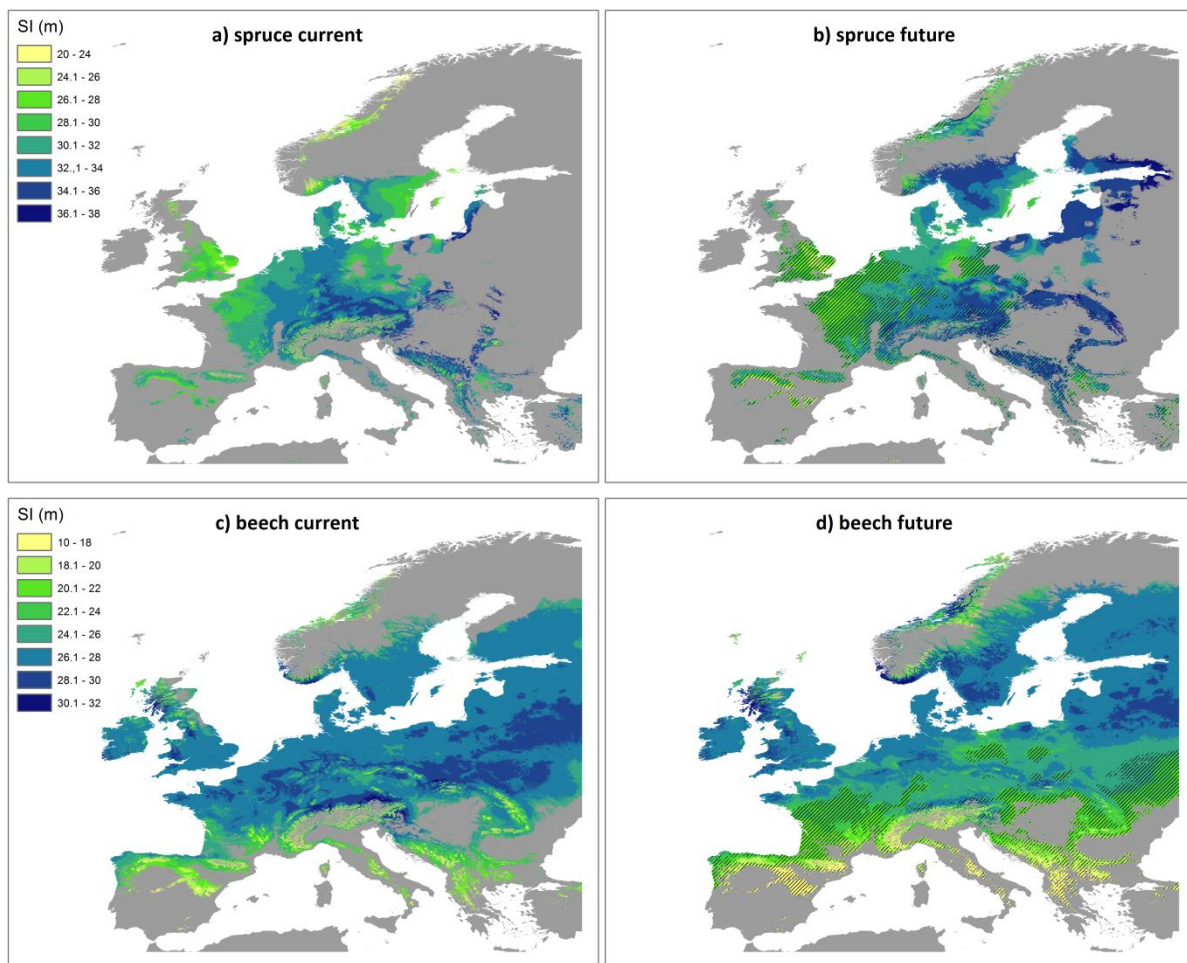 SI (m)
20 - 24
24.1 - 26
26.1 - 28
28.1 - 30
30.1 - 32
32.,1 - 34
34.1 - 36
36.1 - 38
a) spruce current
b) spruce future
SI (m)
10 - 18
18.1 - 20
20.1 - 22
22.1 - 24
24.1 - 26
26.1 - 28
28.1 - 30
30.1 - 32
c) beech current
d) beech future